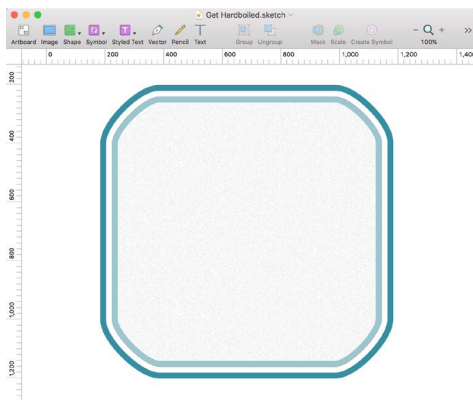 Get Hardboiled.sketch
Artboard Image Shape Symbol Styled Text Vector Pencil Text Group Ungroup Mask Scale Create Symbol 100%
0 200 400 600 800 1,000 1,200 1,400
200
400
600
800
1,000
1,200